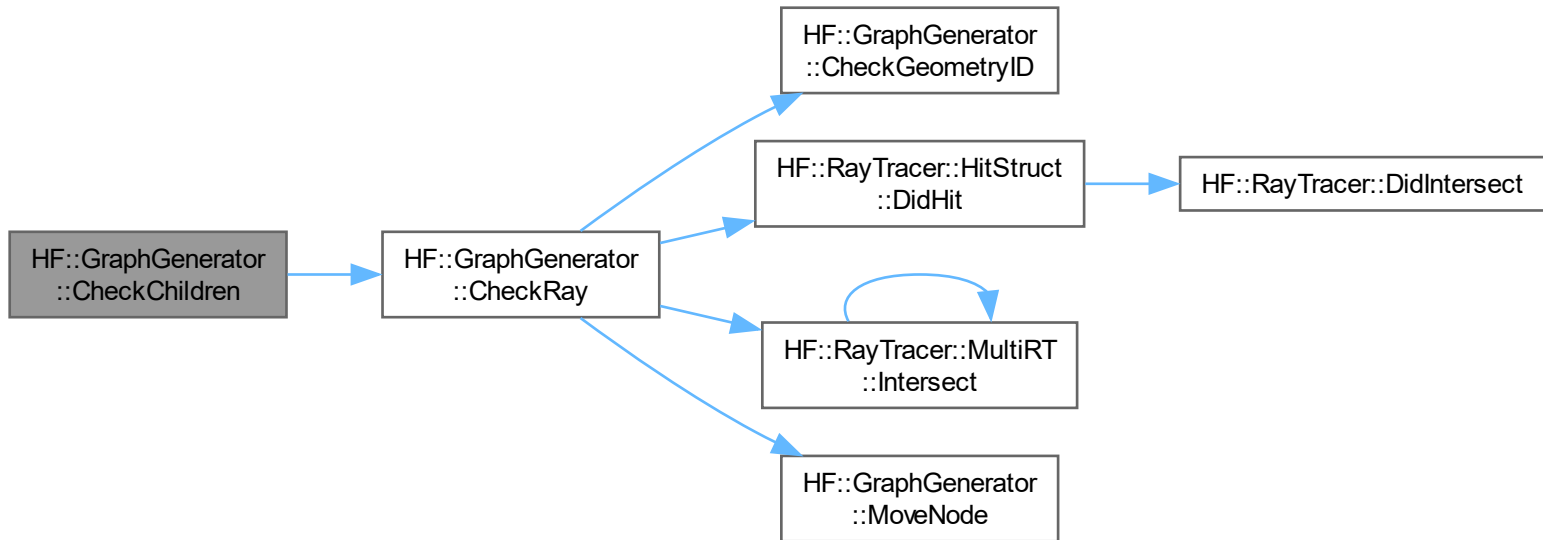 HF::GraphGenerator
::CheckChildren
HF::GraphGenerator
::CheckRay
HF::GraphGenerator
::CheckGeometryID
HF::RayTracer::HitStruct
::DidHit
HF::RayTracer::DidIntersect
HF::RayTracer::MultiRT
::Intersect
HF::GraphGenerator
::MoveNode